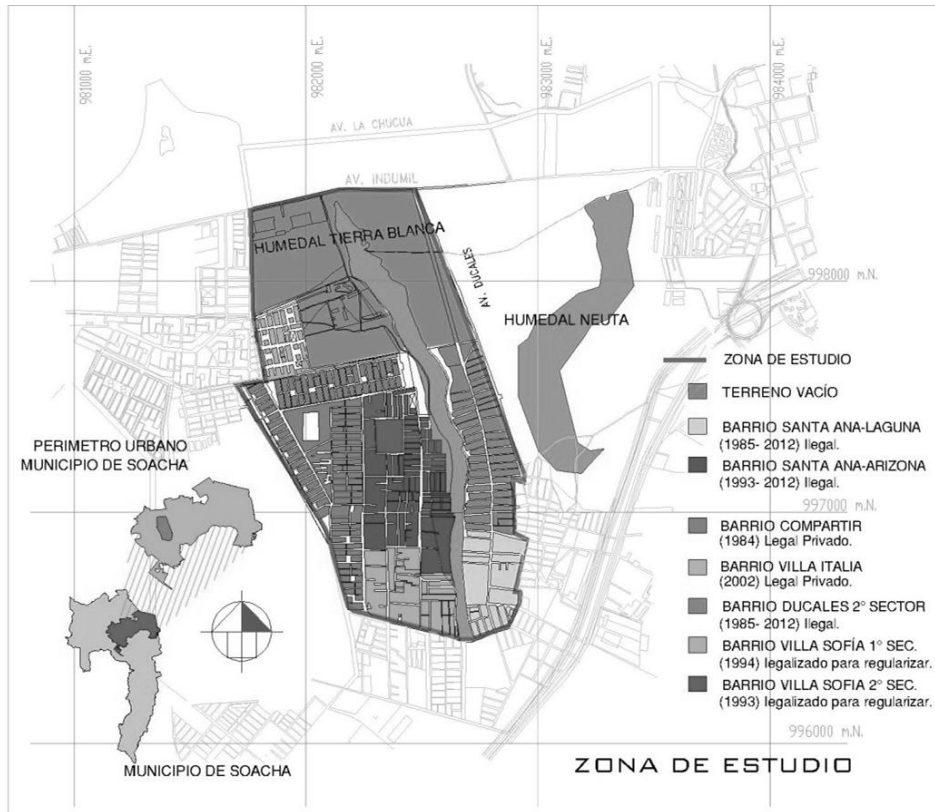 981000 m.E.
982000 m.E.
983000 m.E.
984000 m.E.
AV. LA CHUCUA
AV. INDUMIL
HUMEDAL TIERRA BLANCA
AV. DUCALES
998000 m.N.
HUMEDAL NEUTA
ZONA DE ESTUDIO
TERRENO VACÍO
BARRIO SANTA ANA-LAGUNA
(1985- 2012) Ilegal.
BARRIO SANTA ANA-ARIZONA
(1993-2012) Ilegal.
PERIMETRO URBANO
MUNICIPIO DE SOACHA
997000 m.N.
BARRIO COMPARTIR
(1984) Legal Privado.
BARRIO VILLA ITALIA
(2002) Legal Privado.
BARRIO DUCALES 2° SECTOR
(1985- 2012) Ilegal.
BARRIO VILLA SOFÍA 1° SEC.
(1994) legalizado para regularizar.
BARRIO VILLA SOFIA 2° SEC.
(1993) legalizado para regularizar.
996000 m.N.
MUNICIPIO DE SOACHA
ZONA DE ESTUDIO